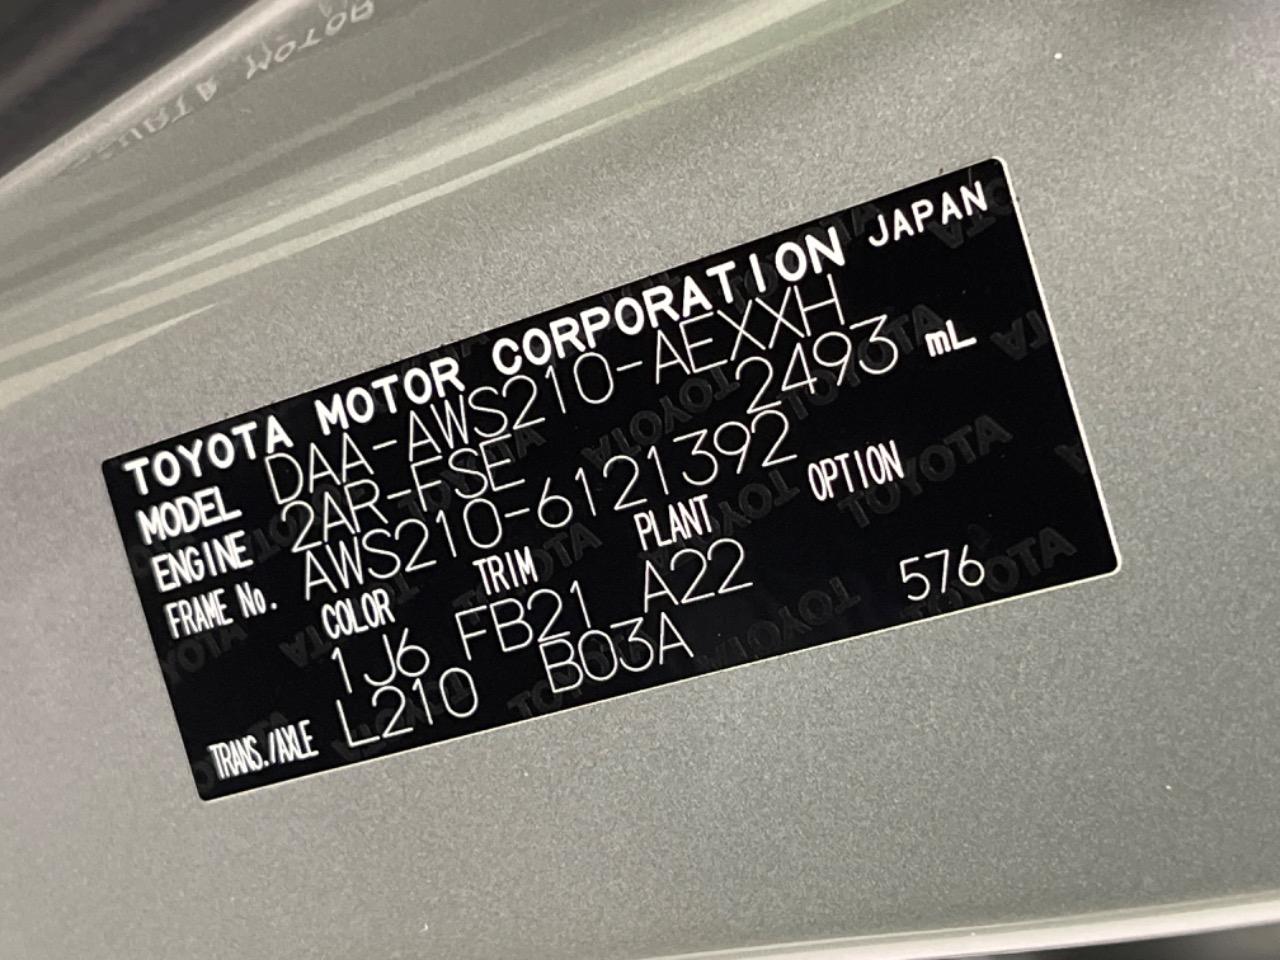 TOYOTA MOTOR CORPORATION JAPAN
MODEL DAA-AWS210-AEXXH
ENGINE 2AR-FSE 2493 mL
FRAME No. AWS210-6121392
COLOR TRIM PLANT OPTION
1J6 FB21 A22
TRANS./AXLE L210 B03A 576